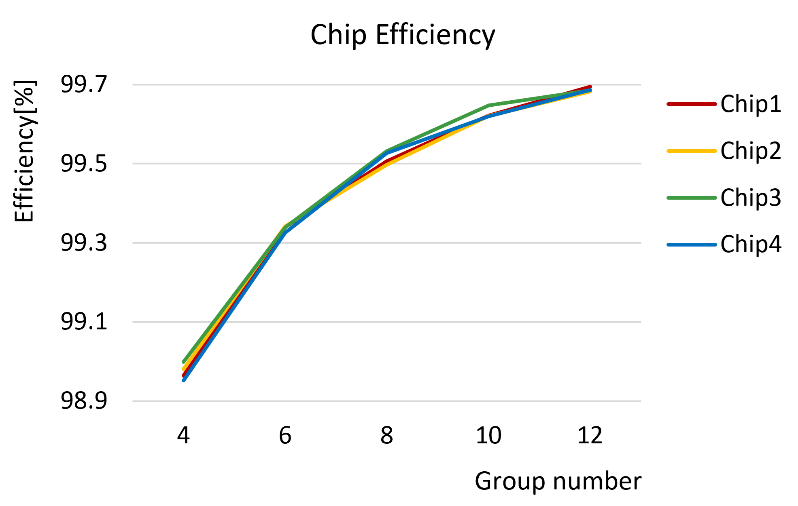 Chip Efficiency
Efficiency[%]
99.7
99.5
99.3
99.1
98.9
4 6 8 10 12
Group number
Chip1
Chip2
Chip3
Chip4